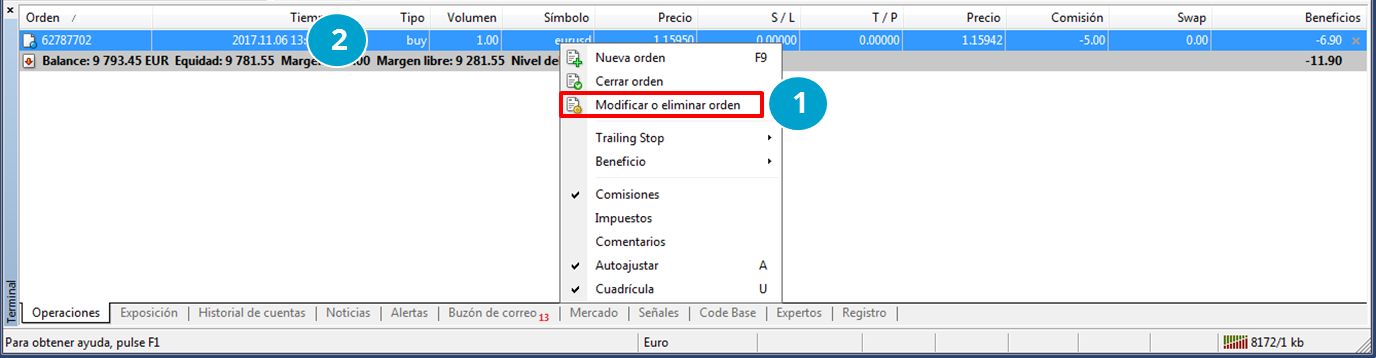 Orden / Tiem Tipo Volumen Símbolo Precio S / L T / P Precio Comisión Swap Beneficios
62787702 2017.11.06 13: 2 buy 1.00 eurusd 1.15950 0.00000 0.00000 1.15942 -5.00 0.00 -6.90
Balance: 9 793.45 EUR Equidad: 9 781.55 Marge .00 Margen libre: 9 281.55 Nivel de -11.90
Nueva orden F9
Cerrar orden
Modificar o eliminar orden 1
Trailing Stop
Beneficio
Comisiones
Impuestos
Comentarios
Autoajustar A
Cuadrícula U
Terminal
Operaciones | Exposición | Historial de cuentas | Noticias | Alertas | Buzón de correo 13 | Mercado | Señales | Code Base | Expertos | Registro |
Para obtener ayuda, pulse F1 Euro 8172/1 kb